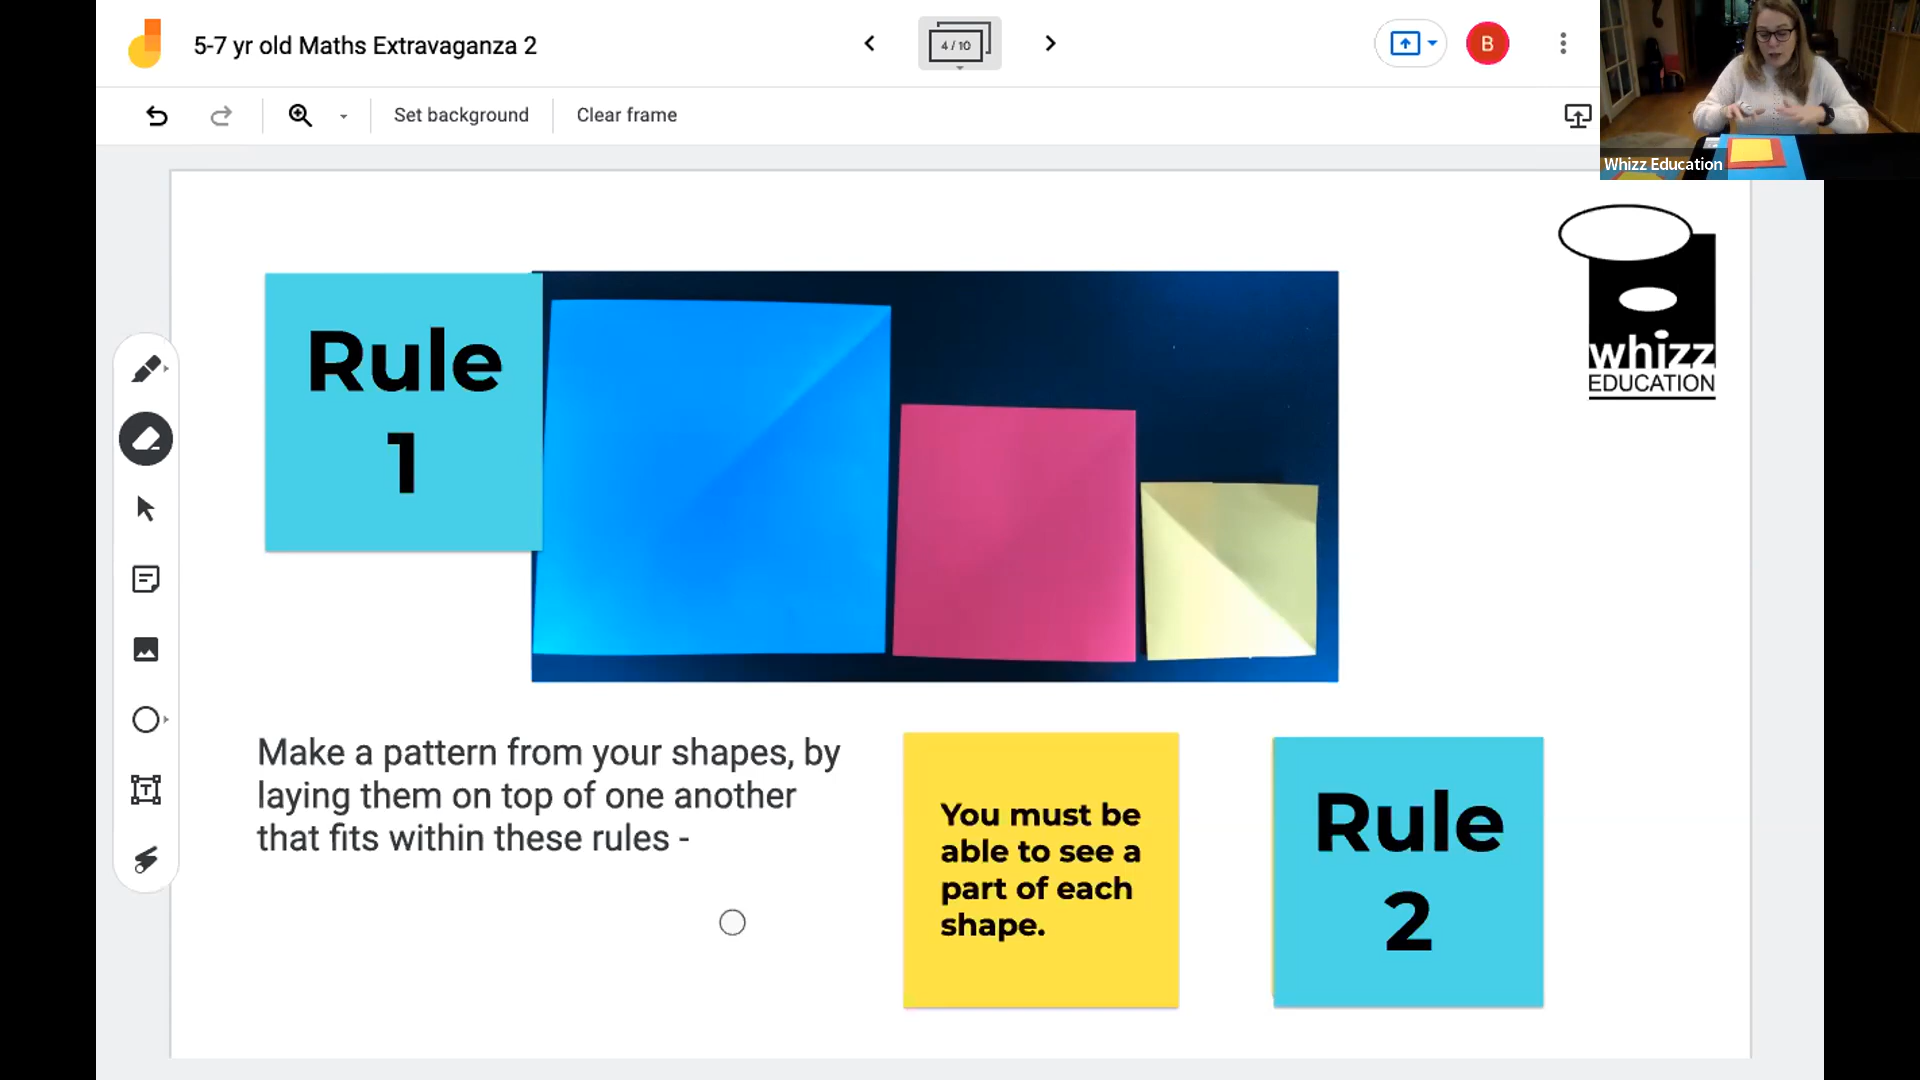 5-7 yr old Maths Extravaganza 2
4 / 10
B
Set background
Clear frame
Whizz Education
whizz
EDUCATION
Rule
1
Make a pattern from your shapes, by
laying them on top of one another
that fits within these rules -
You must be
able to see a
part of each
shape.
Rule
2
T